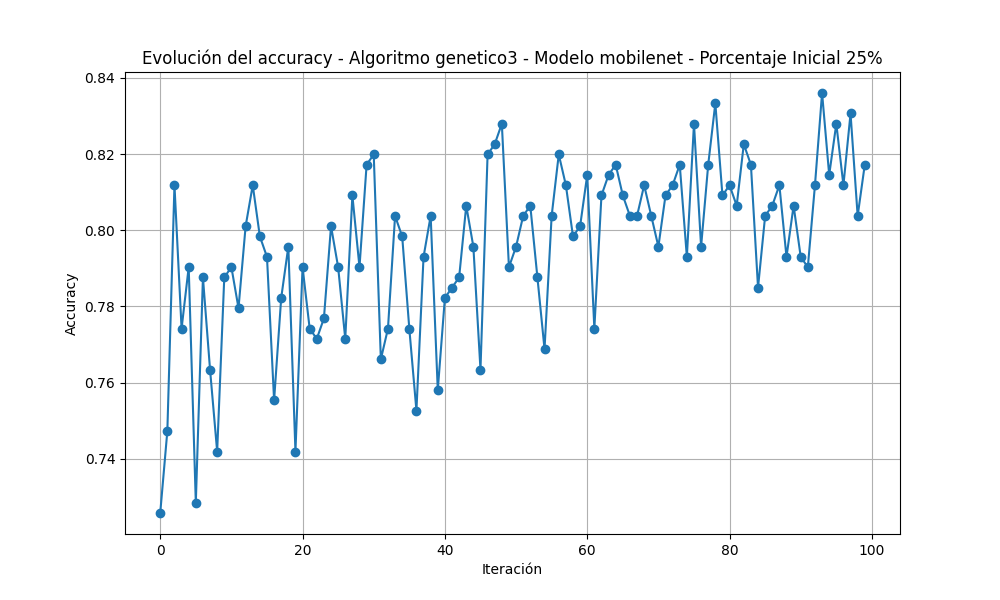 Evolución del accuracy - Algoritmo genetico3 - Modelo mobilenet - Porcentaje Inicial 25%
Accuracy
0.84
0.82
0.80
0.78
0.76
0.74
0 20 40 60 80 100
Iteración